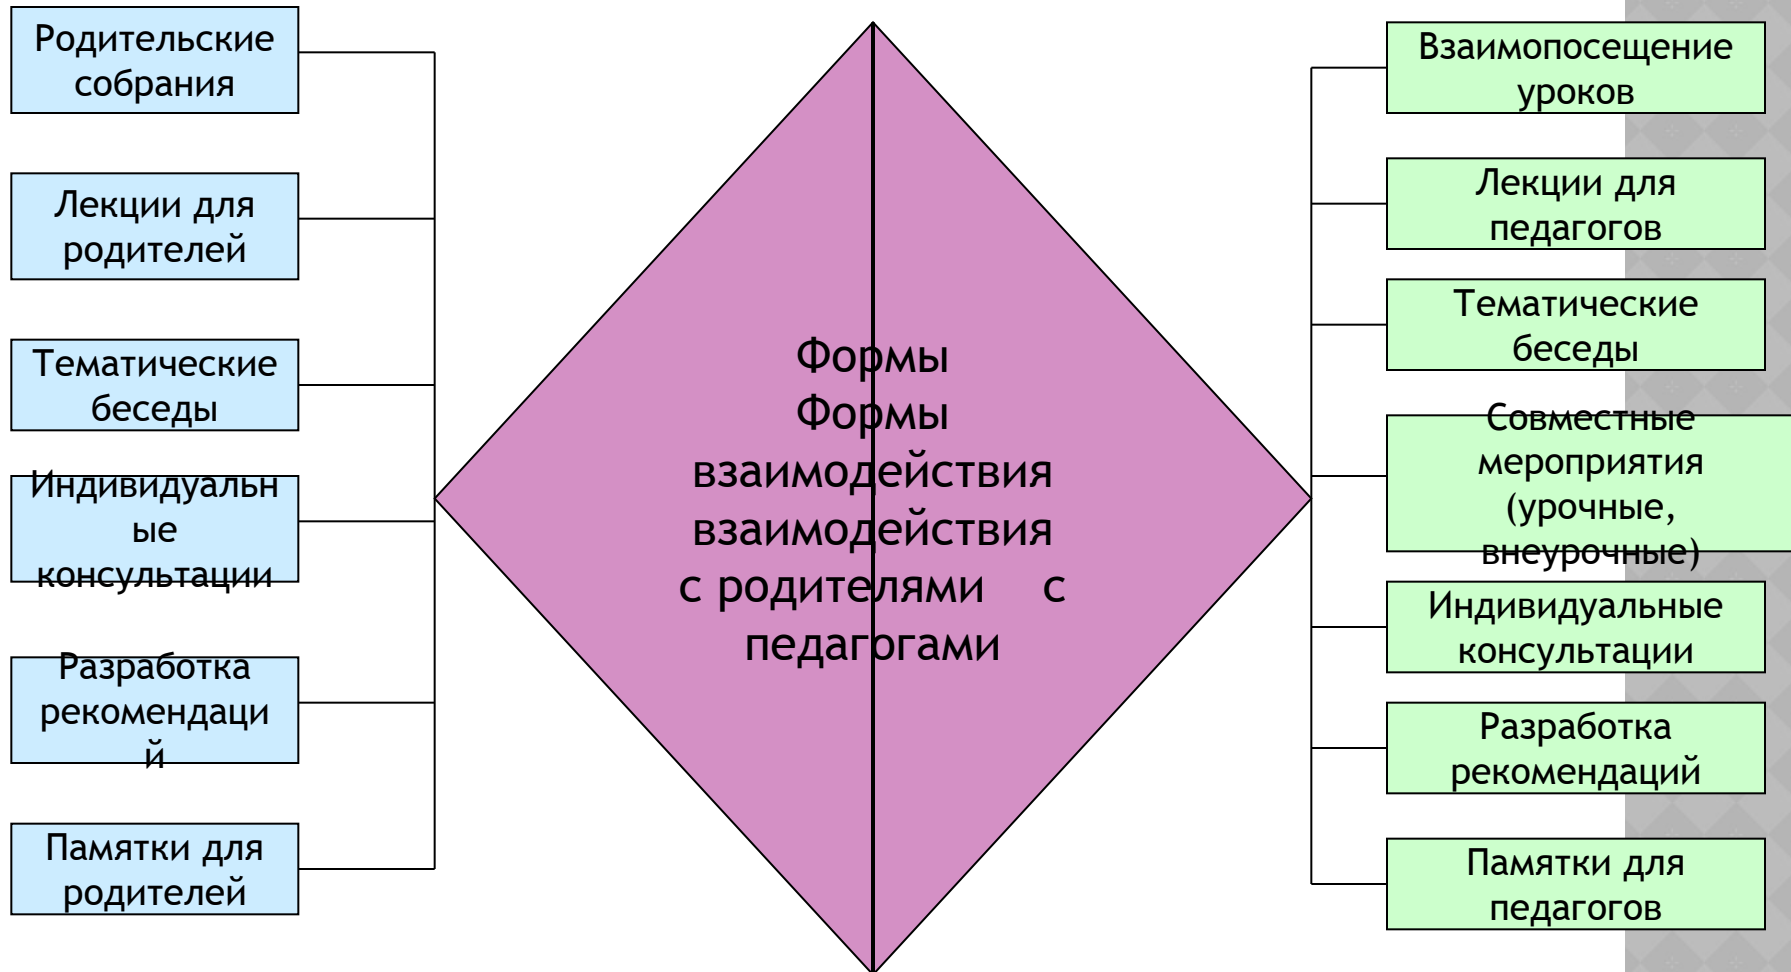 Родительские
собрания
Лекции для
родителей
Тематические
беседы
Индивидуальн
ые
консультации
Разработка
рекомендаци
й
Памятки для
родителей
Формы
Формы
взаимодействия
взаимодействия
с родителями с
педагогами
Взаимопосещение
уроков
Лекции для
педагогов
Тематические
беседы
Совместные
мероприятия
(урочные,
внеурочные)
Индивидуальные
консультации
Разработка
рекомендаций
Памятки для
педагогов